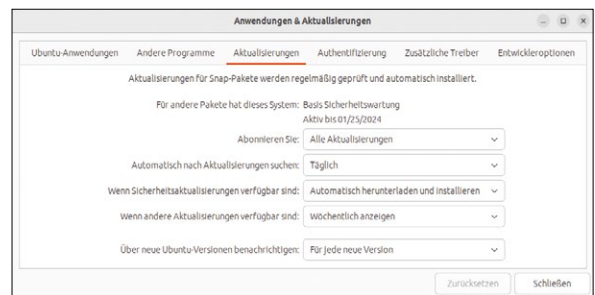 Anwendungen & Aktualisierungen
Ubuntu-Anwendungen Andere Programme Aktualisierungen Authentifizierung Zusätzliche Treiber Entwickleroptionen
Aktualisierungen für Snap-Pakete werden regelmäßig geprüft und automatisch installiert.
Für andere Pakete hat dieses System: Basis Sicherheitswartung
Aktiv bis 01/25/2024
Abonnieren Sie: Alle Aktualisierungen
Automatisch nach Aktualisierungen suchen: Täglich
Wenn Sicherheitsaktualisierungen verfügbar sind: Automatisch herunterladen und installieren
Wenn andere Aktualisierungen verfügbar sind: Wöchentlich anzeigen
Über neue Ubuntu-Versionen benachrichtigen: Für jede neue Version
Zurücksetzen Schließen